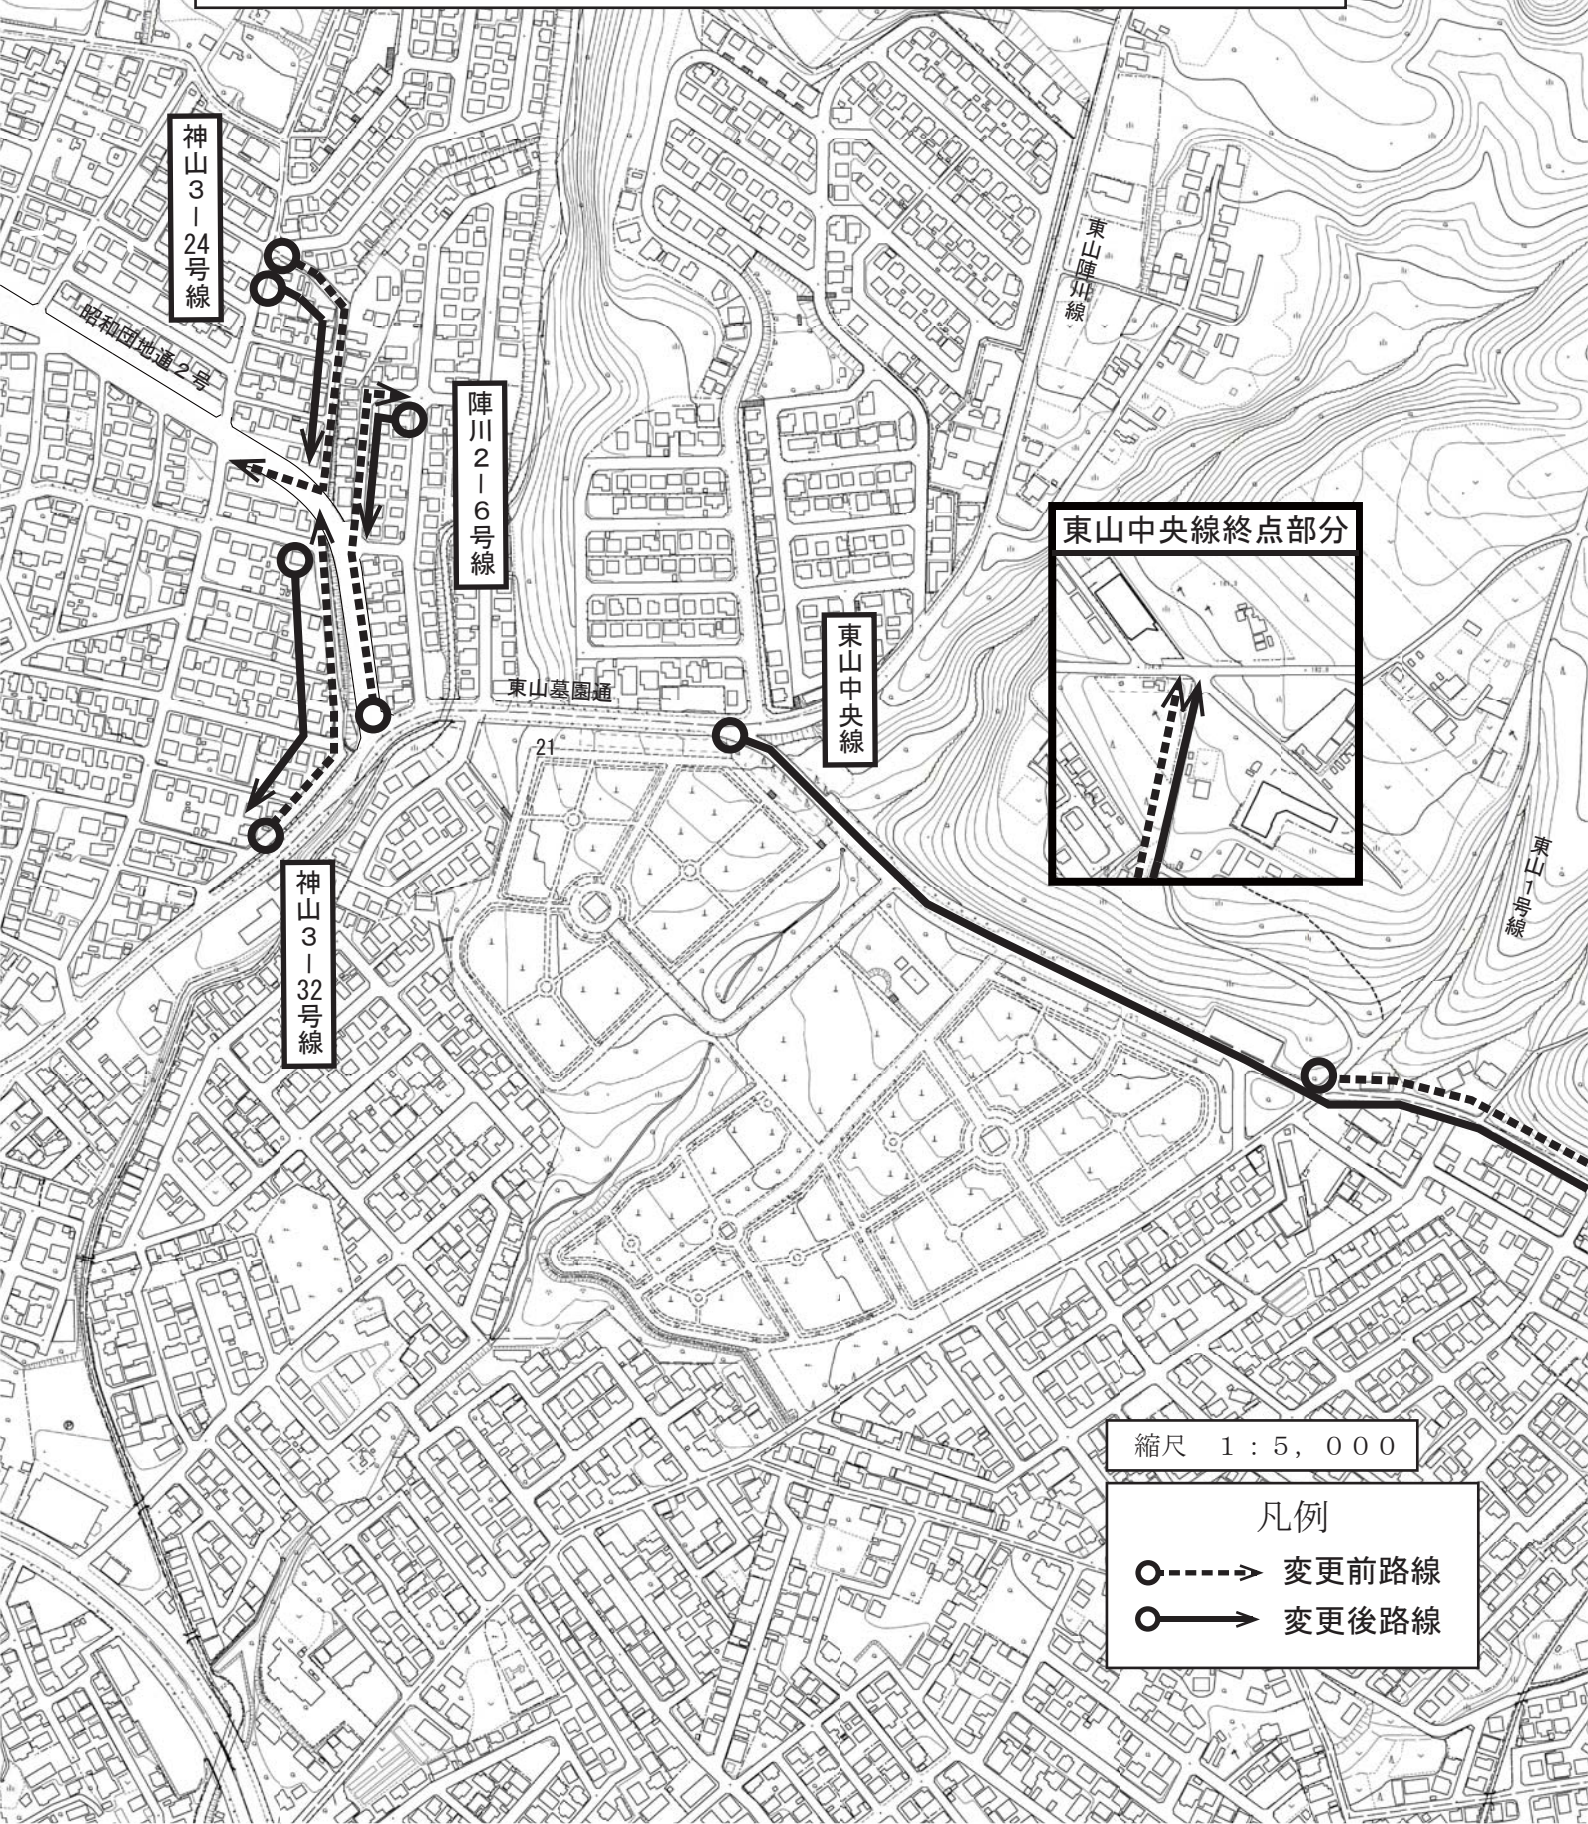 神山3-24号線
昭和団地通2号
陣川2-6号線
東山陣川線
東山中央線終点部分
東山中央線
東山墓園通
21
東山1号線
神山3-32号線
縮尺 1:5,000
凡例
変更前路線
変更後路線